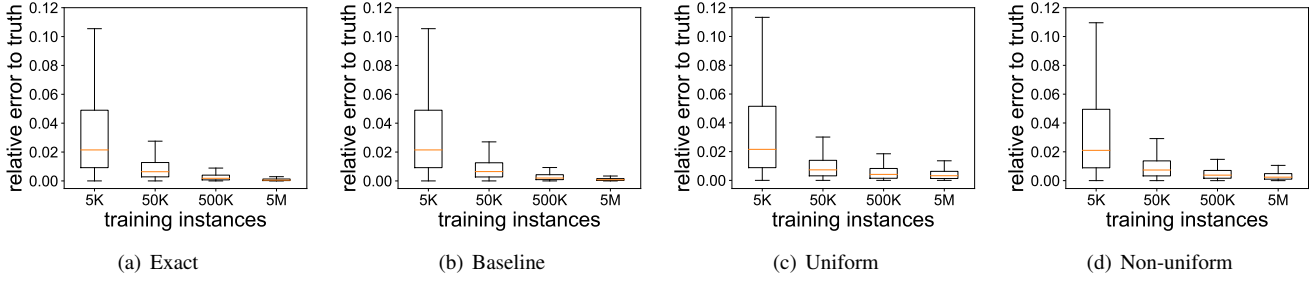 relative error to truth
0.12
0.10
0.08
0.06
0.04
0.02
0.00
5K 50K 500K 5M
training instances
(a) Exact
relative error to truth
0.12
0.10
0.08
0.06
0.04
0.02
0.00
5K 50K 500K 5M
training instances
(b) Baseline
relative error to truth
0.12
0.10
0.08
0.06
0.04
0.02
0.00
5K 50K 500K 5M
training instances
(c) Uniform
relative error to truth
0.12
0.10
0.08
0.06
0.04
0.02
0.00
5K 50K 500K 5M
training instances
(d) Non-uniform